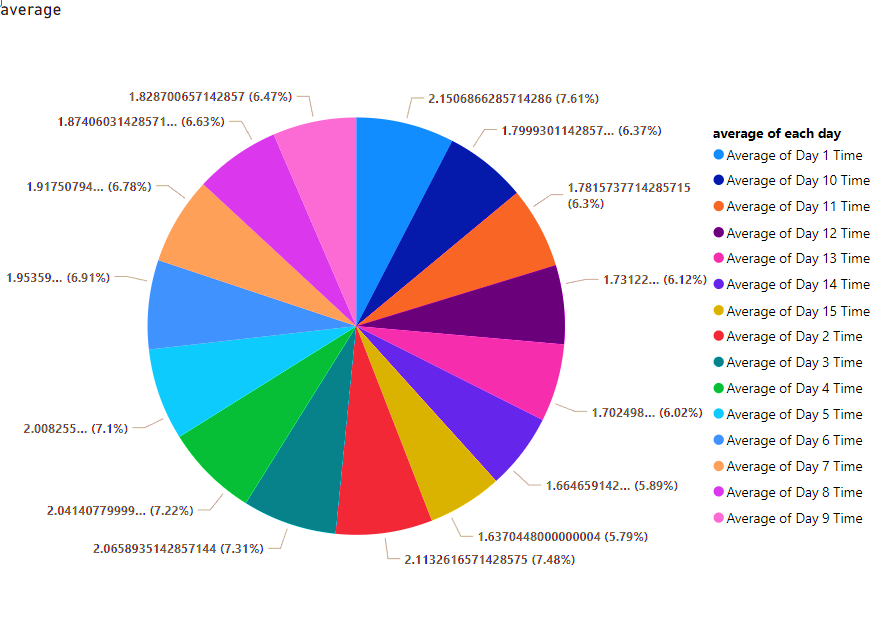 average
1.828700657142857 (6.47%)
2.1506866285714286 (7.61%)
1.87406031428571... (6.63%)
1.7999301142857... (6.37%)
1.91750794... (6.78%)
1.7815737714285715
(6.3%)
1.95359... (6.91%)
1.73122... (6.12%)
2.008255... (7.1%)
1.702498... (6.02%)
2.04140779999... (7.22%)
1.664659142... (5.89%)
2.0658935142857144 (7.31%)
1.6370448000000004 (5.79%)
2.1132616571428575 (7.48%)
average of each day
Average of Day 1 Time
Average of Day 10 Time
Average of Day 11 Time
Average of Day 12 Time
Average of Day 13 Time
Average of Day 14 Time
Average of Day 15 Time
Average of Day 2 Time
Average of Day 3 Time
Average of Day 4 Time
Average of Day 5 Time
Average of Day 6 Time
Average of Day 7 Time
Average of Day 8 Time
Average of Day 9 Time